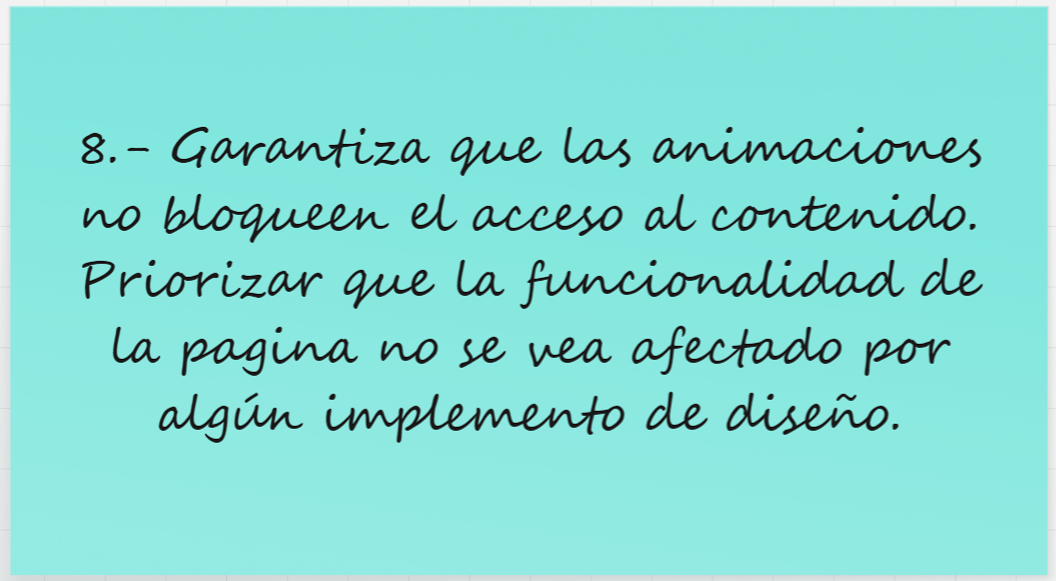 8.- Garantiza que las animaciones
no bloqueen el acceso al contenido.
Priorizar que la funcionalidad de
la pagina no se vea afectado por
algún implemento de diseño.